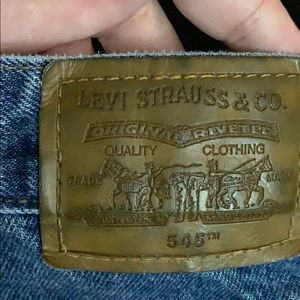 LEVI STRAUSS & CO.
ORIGINAL RIVETED
QUALITY CLOTHING
TRADE MARK
545™